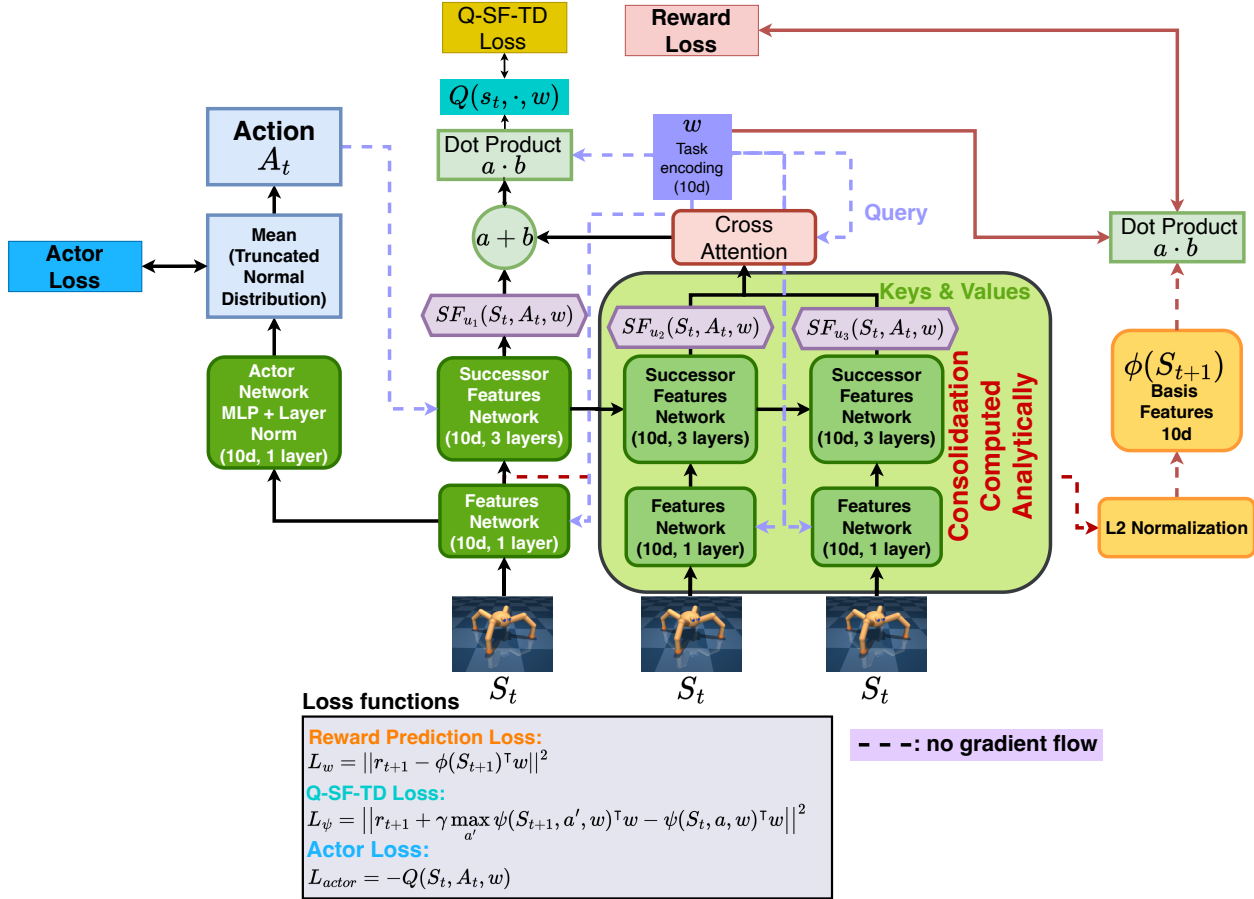 Q-SF-TD
Loss
Reward
Loss
Q(s_t, ·, w)
Action
A_t
Dot Product
a · b
w
Task
encoding
(10d)
Query
Mean
(Truncated
Normal
Distribution)
a + b
Cross
Attention
Dot Product
a · b
Actor
Loss
Keys & Values
SF_{u_1}(S_t, A_t, w)
SF_{u_2}(S_t, A_t, w)
SF_{u_3}(S_t, A_t, w)
Actor
Network
MLP + Layer
Norm
(10d, 1 layer)
Successor
Features
Network
(10d, 3 layers)
Successor
Features
Network
(10d, 3 layers)
Successor
Features
Network
(10d, 3 layers)
Consolidaation
Computed
Analytically
ϕ(S_{t+1})
Basis
Features
10d
Features
Network
(10d, 1 layer)
Features
Network
(10d, 1 layer)
Features
Network
(10d, 1 layer)
L2 Normalization
S_t
S_t
S_t
Loss functions
Reward Prediction Loss:
L_w = ||r_{t+1} − ϕ(S_{t+1})^⊺ w||^2
Q-SF-TD Loss:
L_ψ = ||r_{t+1} + γ max_{a'} ψ(S_{t+1}, a', w)^⊺ w − ψ(S_t, a, w)^⊺ w||^2
Actor Loss:
L_{actor} = −Q(S_t, A_t, w)
---: no gradient flow